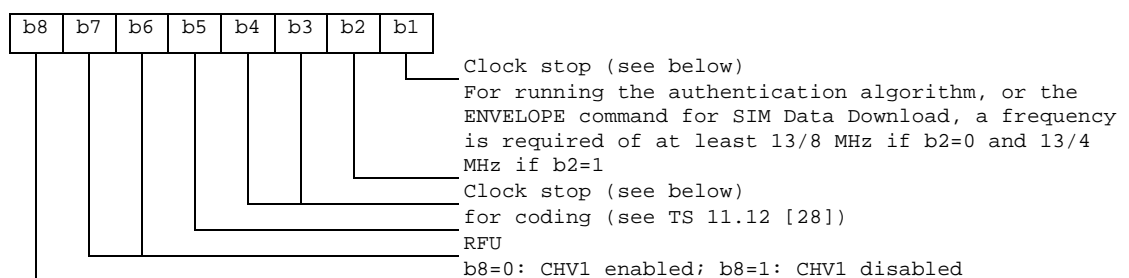 b8 b7 b6 b5 b4 b3 b2 b1
Clock stop (see below)
For running the authentication algorithm, or the
ENVELOPE command for SIM Data Download, a frequency
is required of at least 13/8 MHz if b2=0 and 13/4
MHz if b2=1
Clock stop (see below)
for coding (see TS 11.12 [28])
RFU
b8=0: CHV1 enabled; b8=1: CHV1 disabled